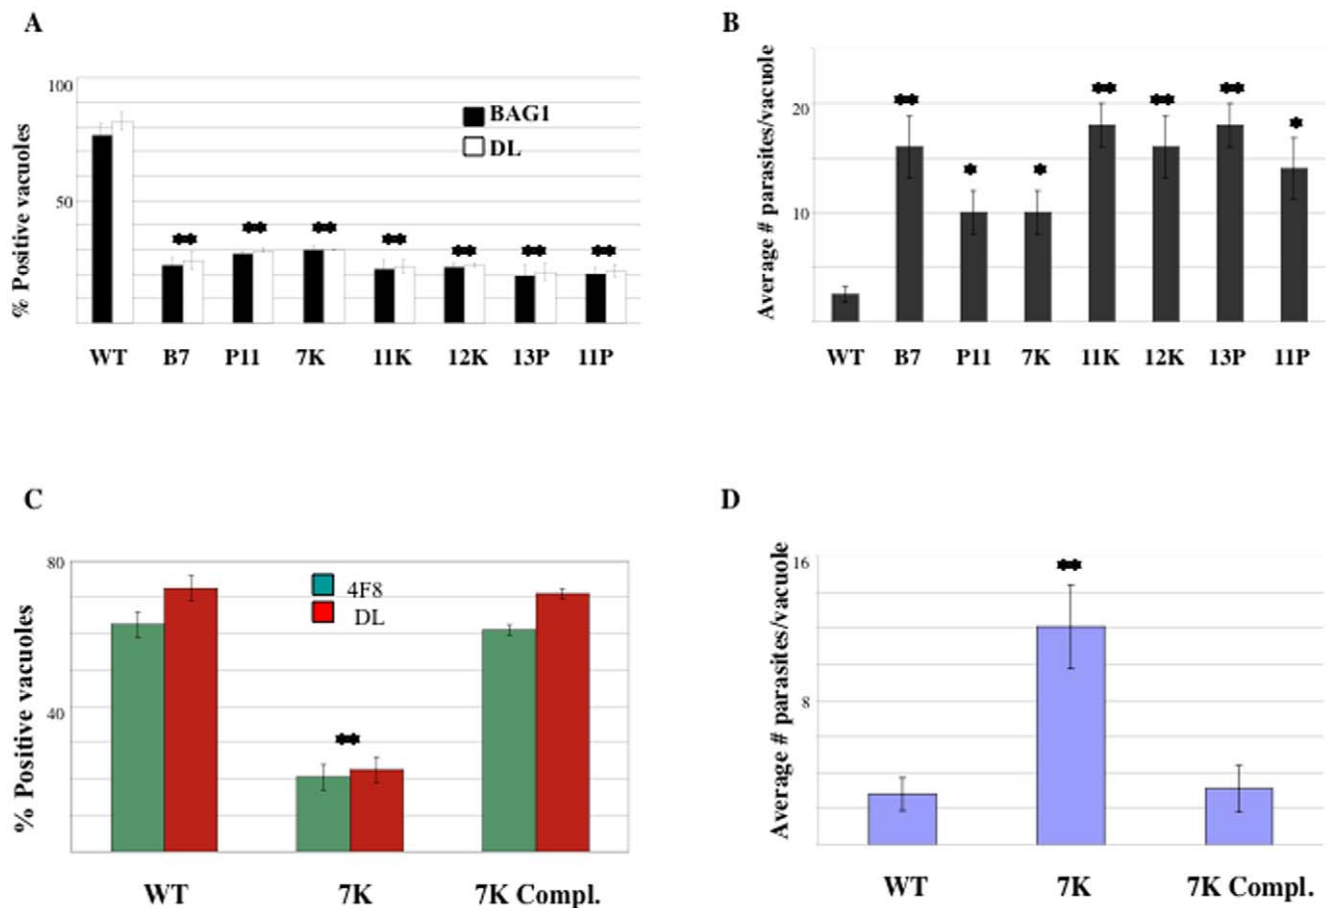 A
% Positive vacuoles
100
50
BAG1
DL
**
**
**
**
**
**
**
WT B7 P11 7K 11K 12K 13P 11P
B
Average # parasites/vacuole
20
10
**
*
*
**
**
**
*
WT B7 P11 7K 11K 12K 13P 11P
C
% Positive vacuoles
80
40
4F8
DL
**
WT 7K 7K Compl.
D
Average # parasites/vacuole
16
8
**
WT 7K 7K Compl.